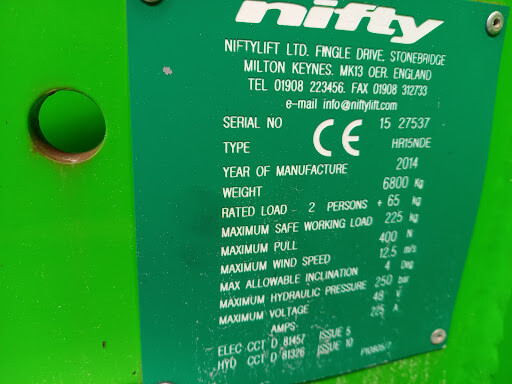 nifty
NIFTYLIFT LTD. FINGLE DRIVE, STONEBRIDGE
MILTON KEYNES. MK13 OER. ENGLAND
TEL 01908 223456. FAX 01908 312733
e-mail info@niftylift.com
SERIAL NO 15 27537
CE
TYPE HR15NDE
YEAR OF MANUFACTURE 2014
WEIGHT 6800 Kg
RATED LOAD - 2 PERSONS + 65 kg
MAXIMUM SAFE WORKING LOAD 225 kg
MAXIMUM PULL 400 N
MAXIMUM WIND SPEED 12.5 m/s
MAX ALLOWABLE INCLINATION 4 Deg
MAXIMUM HYDRAULIC PRESSURE 250 bar
MAXIMUM VOLTAGE 48 V
AMPS A
ELEC CCT D 81457 ISSUE 5
HYD CCT D 81326 ISSUE 10